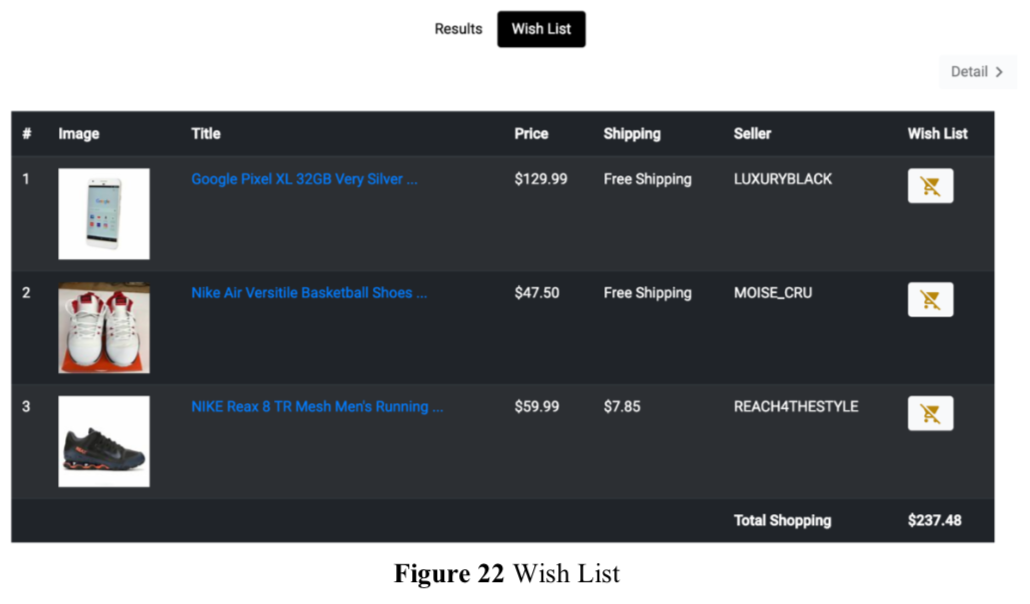 Results Wish List
Detail >
# Image Title Price Shipping Seller Wish List
1 Google Pixel XL 32GB Very Silver ... $129.99 Free Shipping LUXURYBLACK
2 Nike Air Versitile Basketball Shoes ... $47.50 Free Shipping MOISE_CRU
3 NIKE Reax 8 TR Mesh Men's Running ... $59.99 $7.85 REACH4THESTYLE
Total Shopping $237.48
Figure 22 Wish List